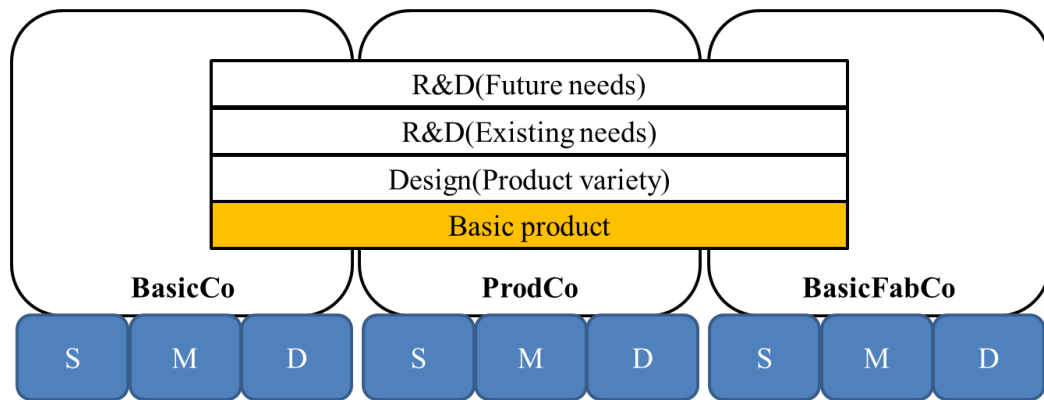 R&D(Future needs)
R&D(Existing needs)
Design(Product variety)
Basic product
BasicCo ProdCo BasicFabCo
S M D S M D S M D